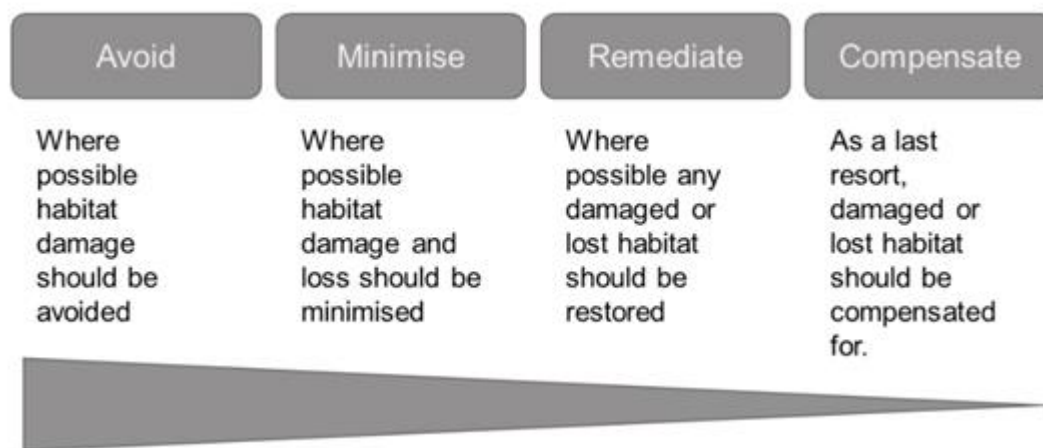 Avoid
Minimise
Remediate
Compensate
Where
possible
habitat
damage
should be
avoided
Where
possible
habitat
damage and
loss should be
minimised
Where
possible any
damaged or
lost habitat
should be
restored
As a last
resort,
damaged or
lost habitat
should be
compensated
for.